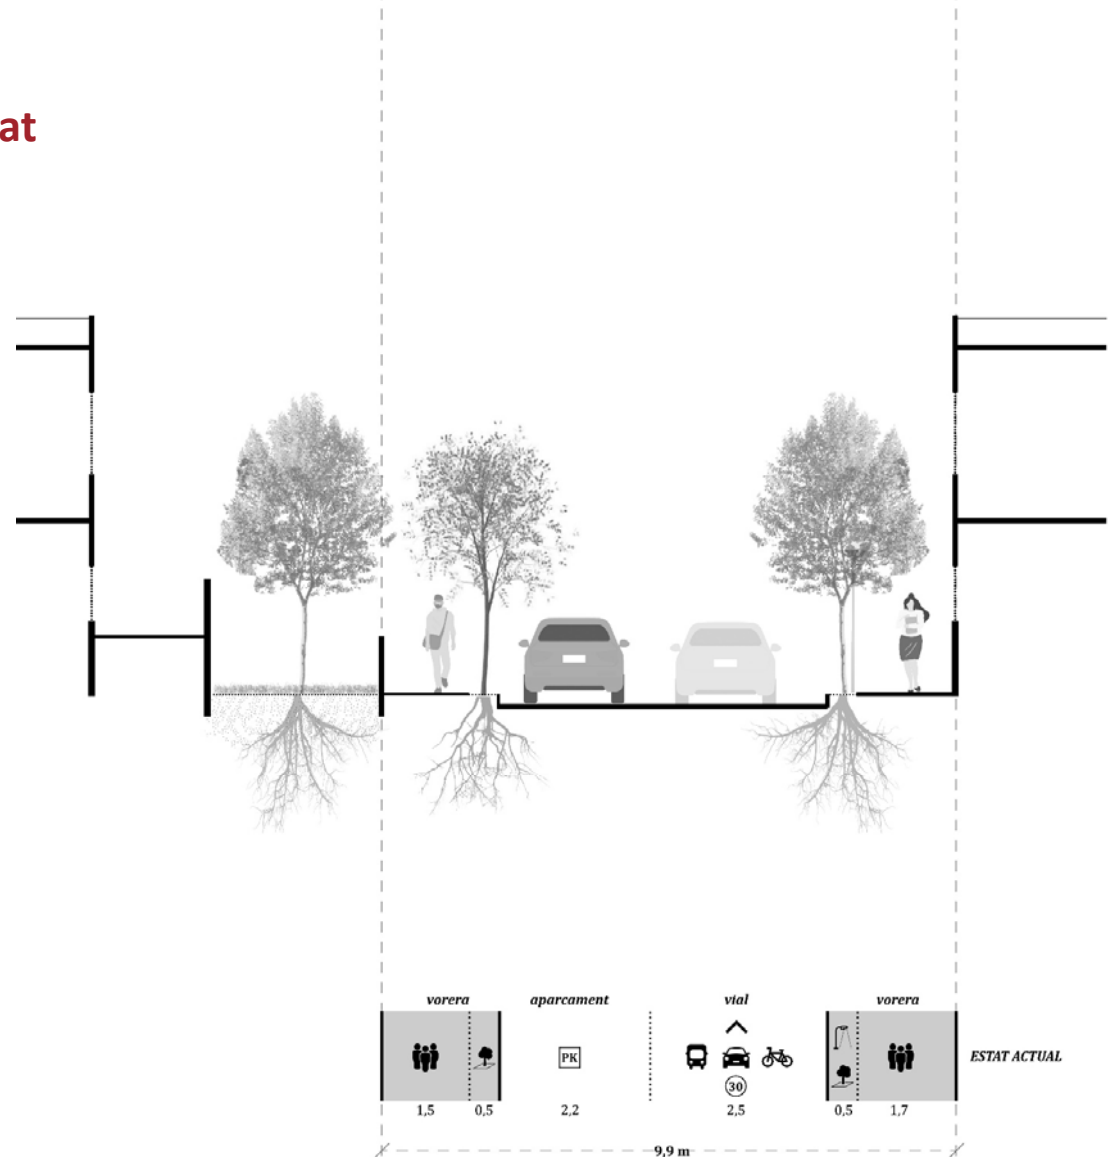 at
vorera aparcament vial vorera
PK
30
ESTAT ACTUAL
1,5 0,5 2,2 2,5 0,5 1,7
9,9 m